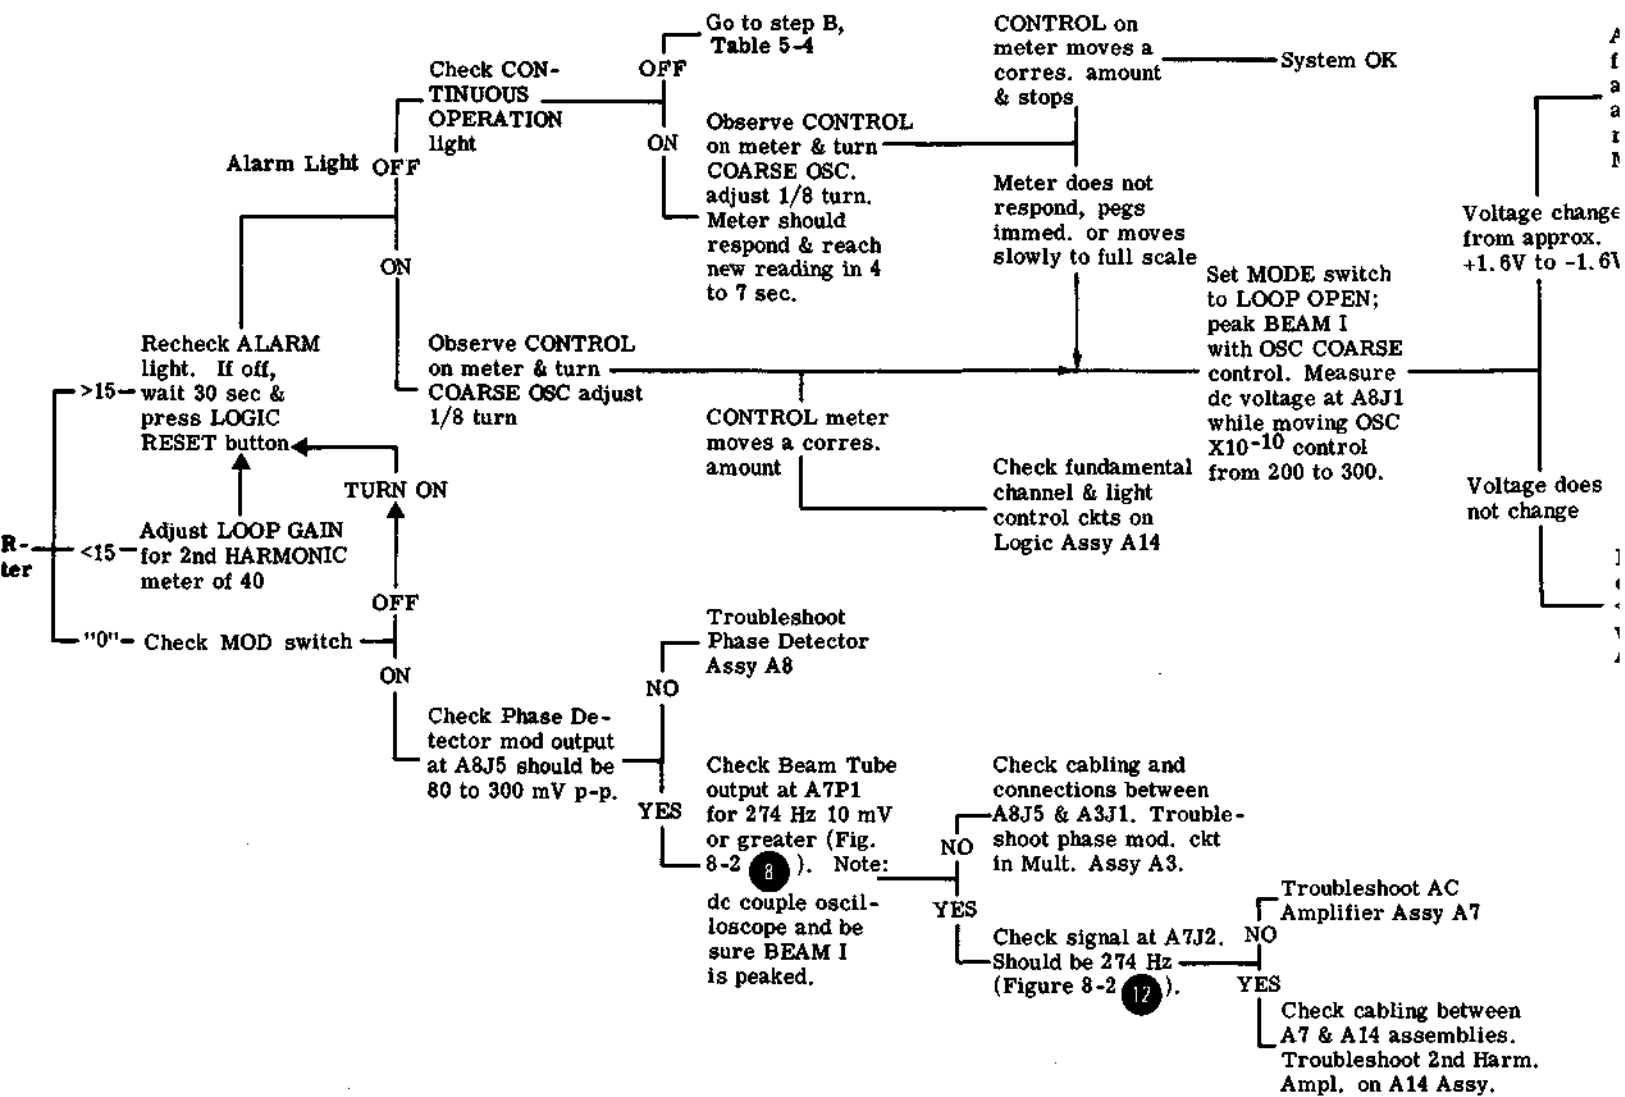 Go to step B,
Table 5-4
OFF
Check CON-
TINUOUS
OPERATION
light
ON
Alarm Light OFF
ON
Observe CONTROL
on meter & turn
COARSE OSC.
adjust 1/8 turn.
Meter should
respond & reach
new reading in 4
to 7 sec.
CONTROL on
meter moves a
corres. amount
& stops
System OK
Meter does not
respond, pegs
immed. or moves
slowly to full scale
Voltage change
from approx.
+1.6V to -1.6V
Set MODE switch
to LOOP OPEN;
peak BEAM I
with OSC COARSE
control. Measure
dc voltage at A8J1
while moving OSC
X10-10 control
from 200 to 300.
Voltage does
not change
Recheck ALARM
light. If off,
wait 30 sec &
press LOGIC
RESET button
>15
Observe CONTROL
on meter & turn
COARSE OSC adjust
1/8 turn
CONTROL meter
moves a corres.
amount
Check fundamental
channel & light
control ckts on
Logic Assy A14
TURN ON
R-
ter
<15
Adjust LOOP GAIN
for 2nd HARMONIC
meter of 40
OFF
"0"
Check MOD switch
ON
Troubleshoot
Phase Detector
Assy A8
NO
Check Phase De-
tector mod output
at A8J5 should be
80 to 300 mV p-p.
YES
Check Beam Tube
output at A7P1
for 274 Hz 10 mV
or greater (Fig.
8-2 8 ). Note:
dc couple oscil-
loscope and be
sure BEAM I
is peaked.
Check cabling and
connections between
A8J5 & A3J1. Trouble-
shoot phase mod. ckt
in Mult. Assy A3.
NO
YES
Check signal at A7J2.
Should be 274 Hz
(Figure 8-2 12 ).
Troubleshoot AC
Amplifier Assy A7
NO
YES
Check cabling between
A7 & A14 assemblies.
Troubleshoot 2nd Harm.
Ampl. on A14 Assy.